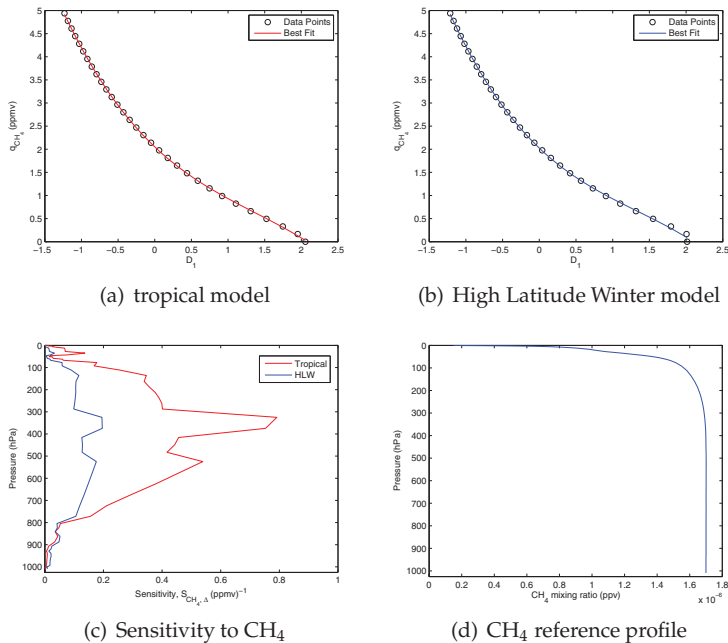 5
4.5
4
3.5
3
2.5
2
1.5
1
0.5
0
q_CH4 (ppmv)
Data Points
Best Fit
−1.5 −1 −0.5 0 0.5 1 1.5 2 2.5
D_1
(a) tropical model
5
4.5
4
3.5
3
2.5
2
1.5
1
0.5
0
q_CH4 (ppmv)
Data Points
Best Fit
−1.5 −1 −0.5 0 0.5 1 1.5 2 2.5
D_1
(b) High Latitude Winter model
0
100
200
300
400
500
600
700
800
900
1000
Pressure (hPa)
Tropical
HLW
0 0.2 0.4 0.6 0.8 1
Sensitivity, S_CH4, Δ (ppmv)^−1
(c) Sensitivity to CH4
0
100
200
300
400
500
600
700
800
900
1000
Pressure (hPa)
0 0.2 0.4 0.6 0.8 1 1.2 1.4 1.6 1.8
CH4 mixing ratio (ppv)
x 10^−6
(d) CH4 reference profile